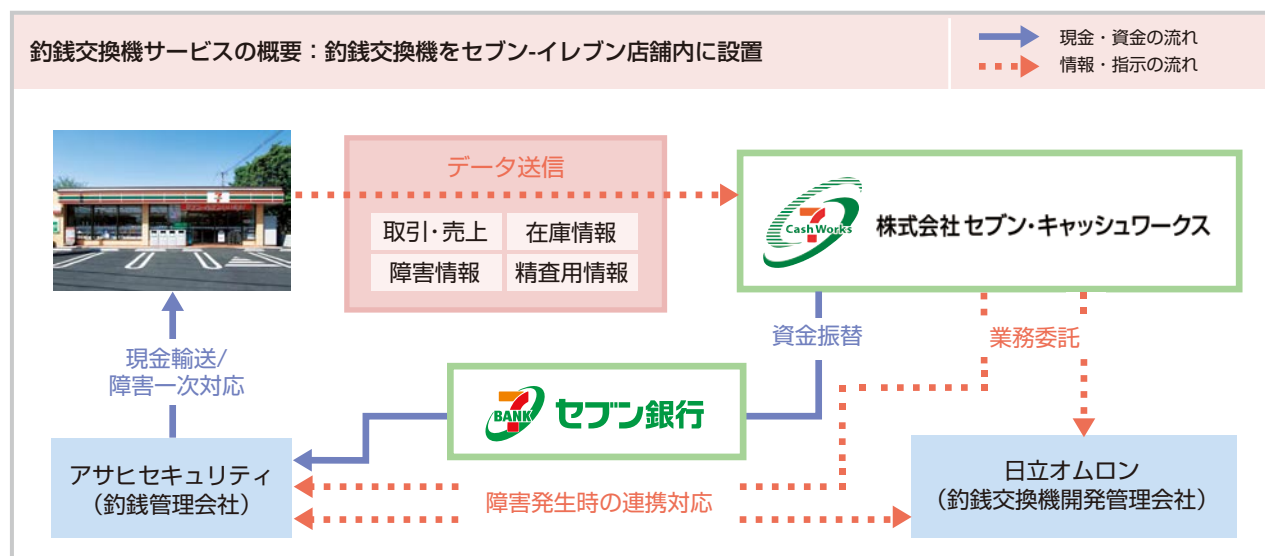 釣銭交換機サービスの概要：釣銭交換機をセブン-イレブン店舗内に設置
現金・資金の流れ
情報・指示の流れ
データ送信
取引・売上
在庫情報
障害情報
精査用情報
7
Cash Works
株式会社 セブン・キャッシュワークス
資金振替
業務委託
現金輸送/
障害一次対応
7
BANK
セブン銀行
アサヒセキュリティ
（釣銭管理会社）
障害発生時の連携対応
日立オムロン
（釣銭交換機開発管理会社）